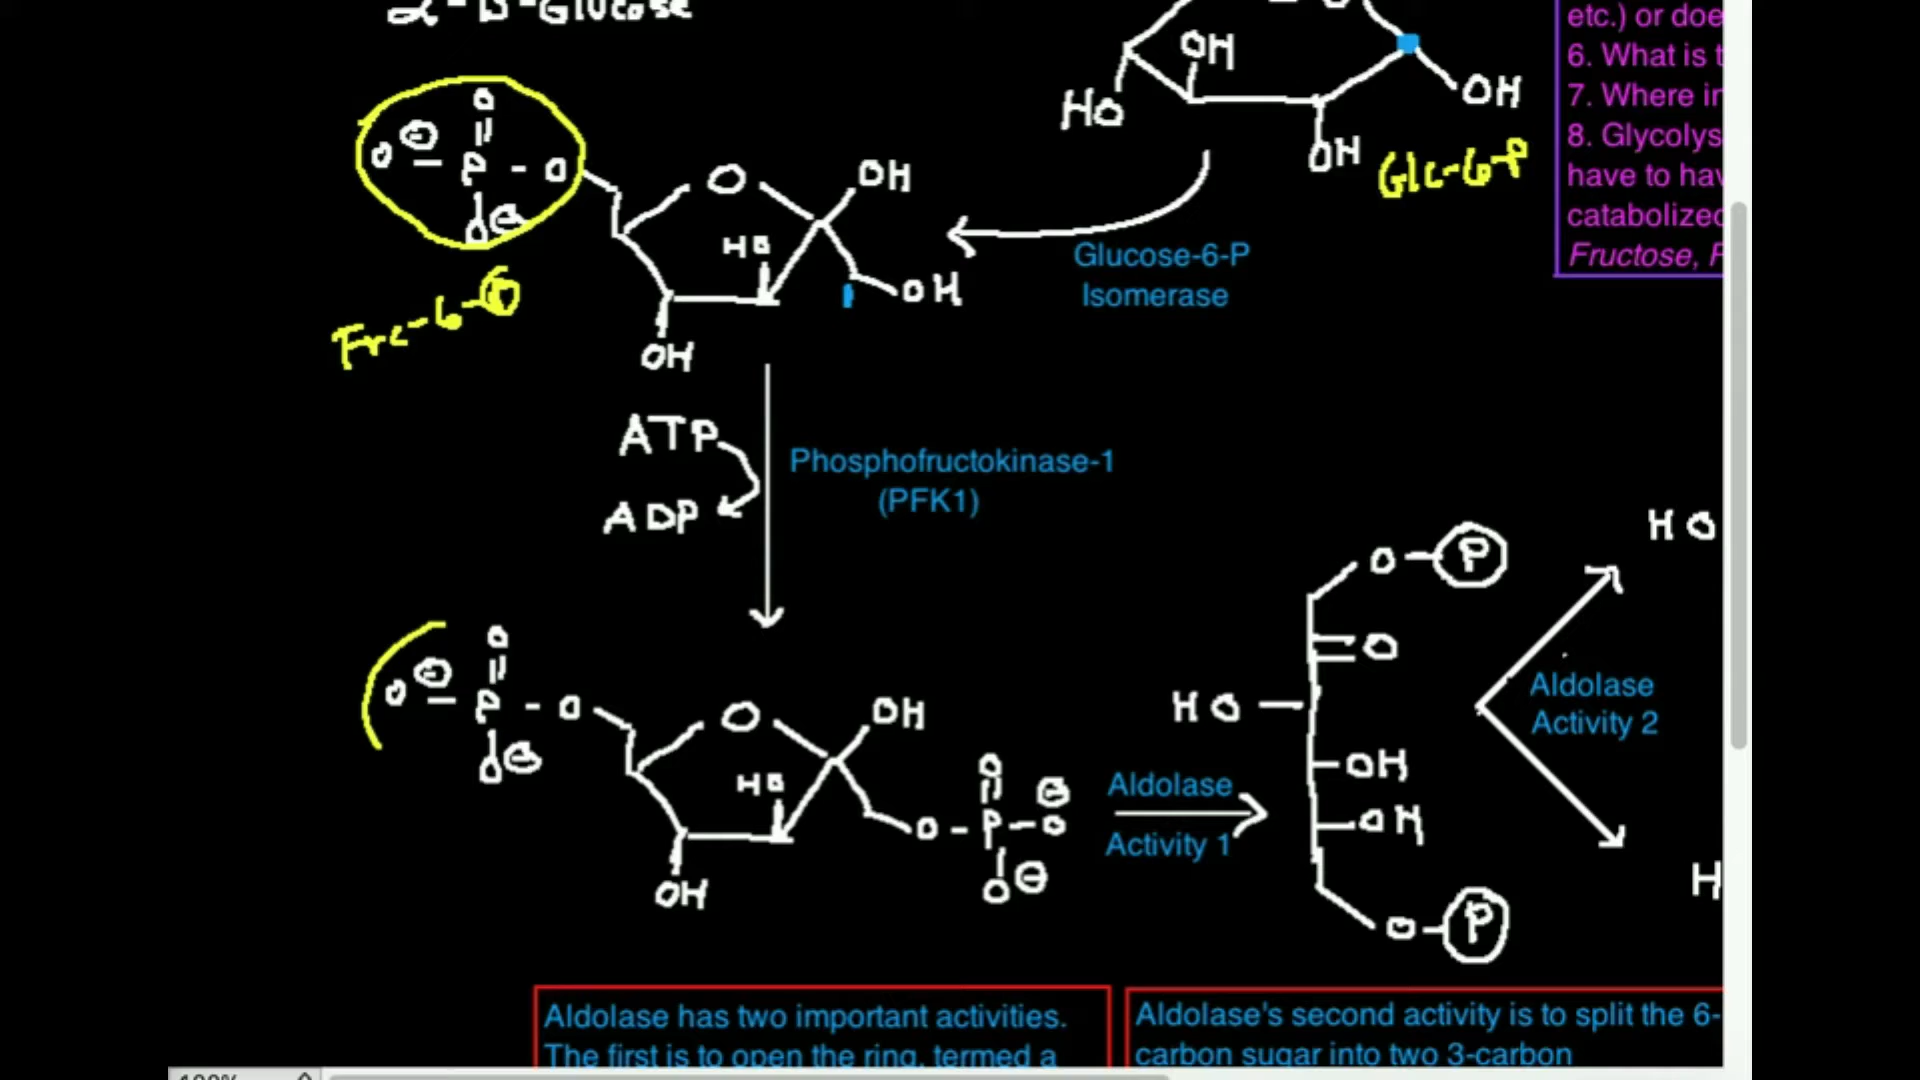 α-D-Glucose
etc.) or doe
6. What is t
7. Where in
8. Glycolys
have to hav
catabolized
Fructose, F
OH
HO
OH
OH
Glc-6-P
O
O ⊖ - P - O
O ⊖
O
OH
HO
OH
OH
Frc-6-P
Glucose-6-P
Isomerase
ATP
ADP
Phosphofructokinase-1
(PFK1)
O
O ⊖ - P - O
O ⊖
O
OH
HO
OH
O - P - O ⊖
O
O ⊖
Aldolase
Activity 1
O - P
O
HO
OH
OH
O - P
HO
Aldolase
Activity 2
H
Aldolase has two important activities.
The first is to open the ring, termed a
Aldolase's second activity is to split the 6-
carbon sugar into two 3-carbon